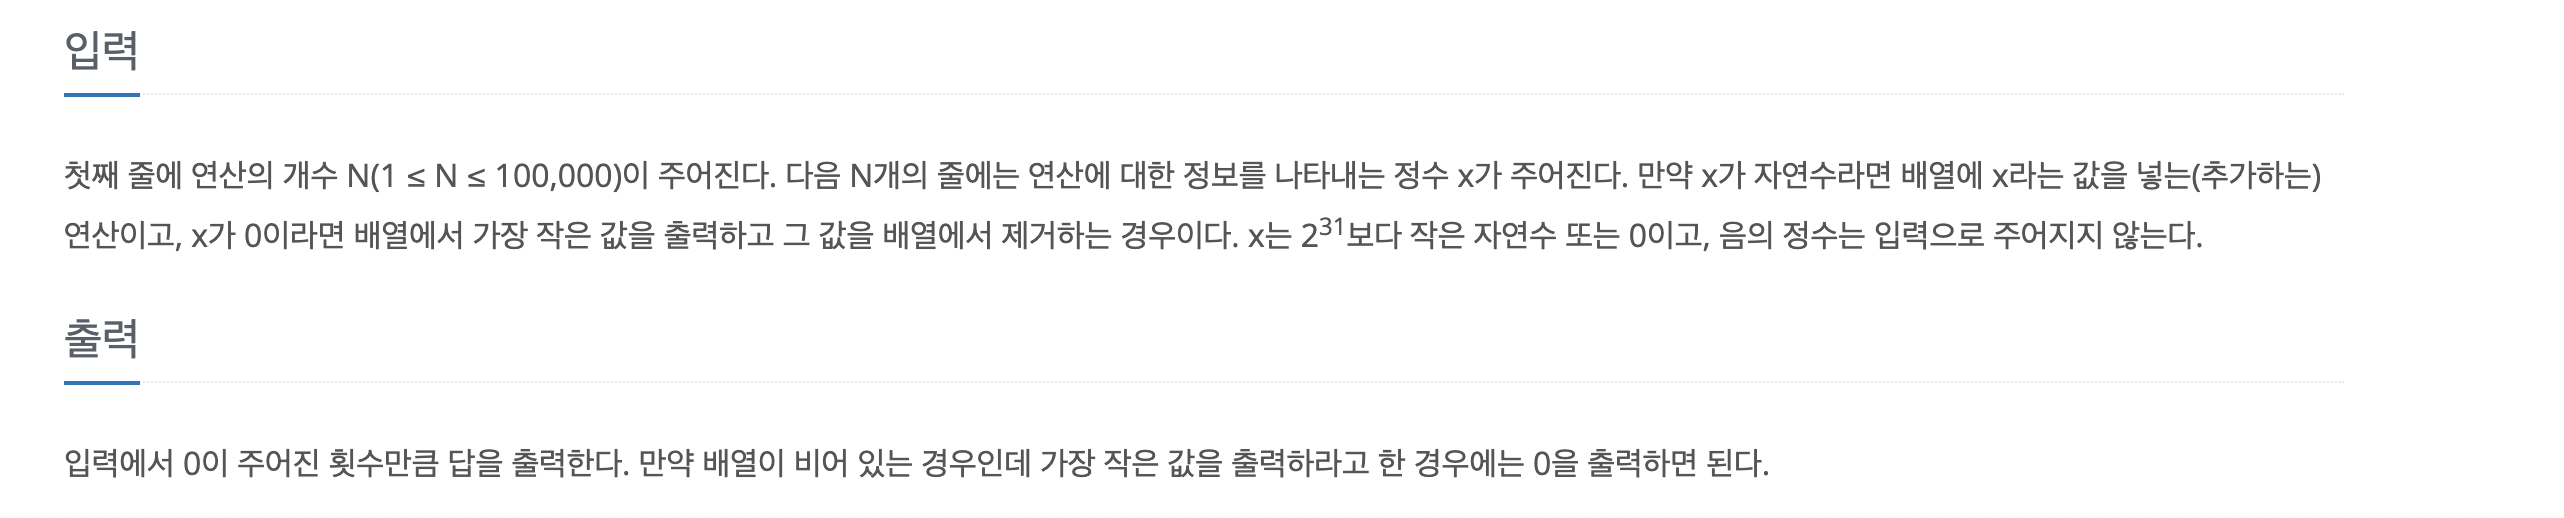 입력
첫째 줄에 연산의 개수 N(1 ≤ N ≤ 100,000)이 주어진다. 다음 N개의 줄에는 연산에 대한 정보를 나타내는 정수 x가 주어진다. 만약 x가 자연수라면 배열에 x라는 값을 넣는(추가하는)
연산이고, x가 0이라면 배열에서 가장 작은 값을 출력하고 그 값을 배열에서 제거하는 경우이다. x는 2³¹보다 작은 자연수 또는 0이고, 음의 정수는 입력으로 주어지지 않는다.
출력
입력에서 0이 주어진 횟수만큼 답을 출력한다. 만약 배열이 비어 있는 경우인데 가장 작은 값을 출력하라고 한 경우에는 0을 출력하면 된다.